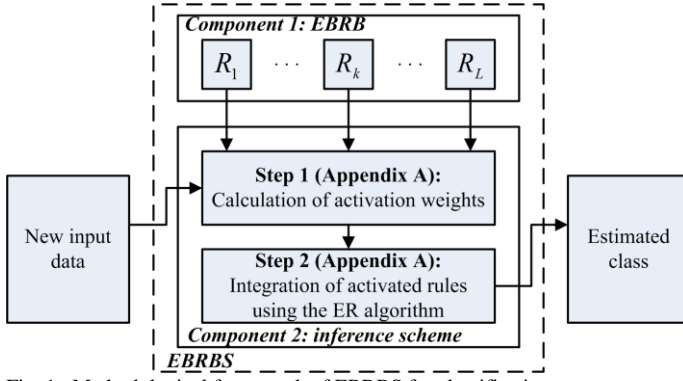 Component 1: EBRB
R1 ... Rk ... RL
Step 1 (Appendix A):
Calculation of activation weights
New input
data
Step 2 (Appendix A):
Integration of activated rules
using the ER algorithm
Estimated
class
Component 2: inference scheme
EBRBS